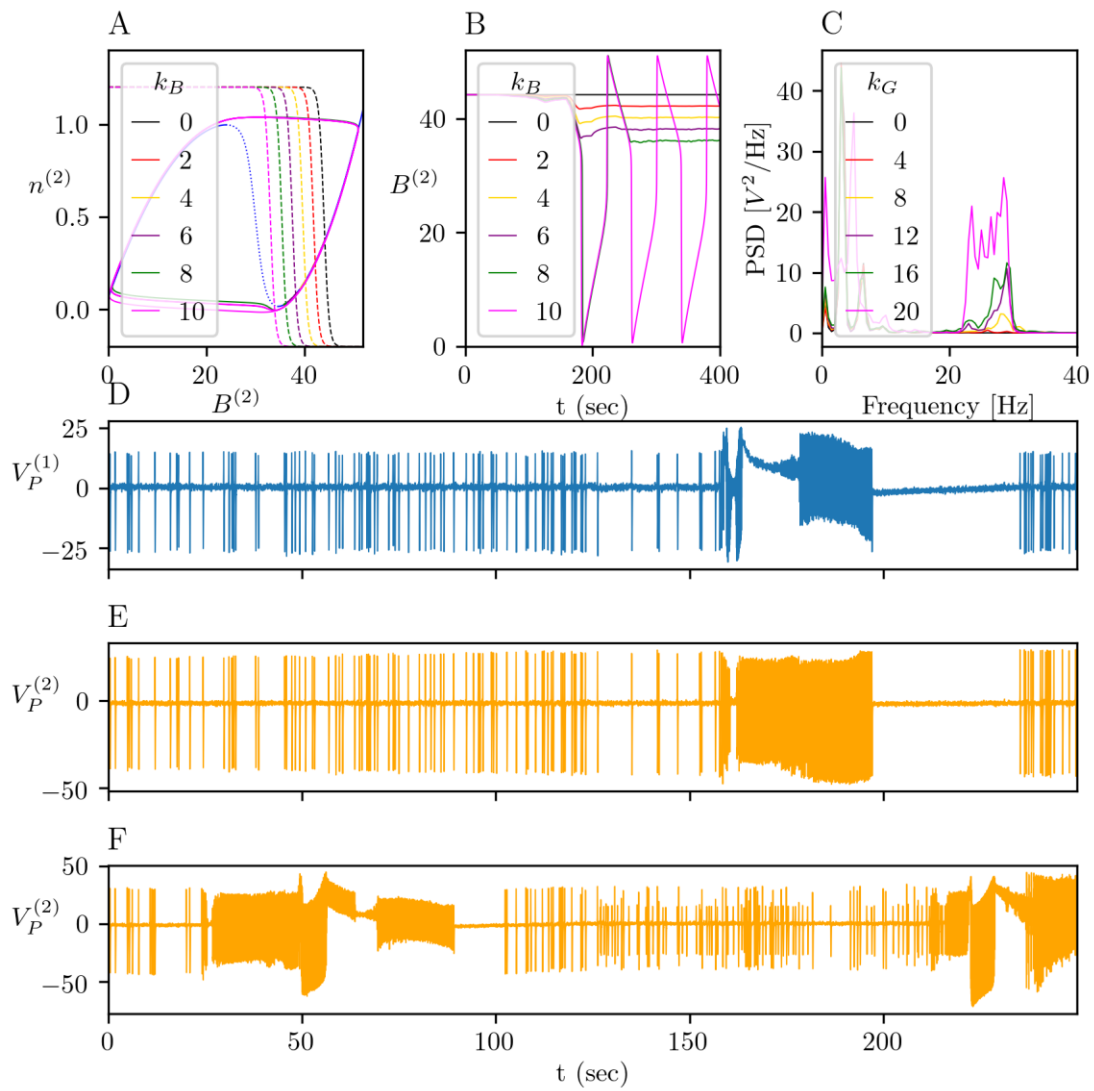 A
k_B
0
2
4
6
8
10
n^(2)
1.0
0.5
0.0
0 20 40
B^(2)
B
k_B
0
2
4
6
8
10
B^(2)
40
20
0
0 200 400
t (sec)
C
k_G
0
4
8
12
16
20
PSD [V^2/Hz]
40
30
20
10
0
0 20 40
Frequency [Hz]
D
V_P^(1)
25
0
−25
E
V_P^(2)
0
−50
F
V_P^(2)
50
0
−50
0 50 100 150 200
t (sec)